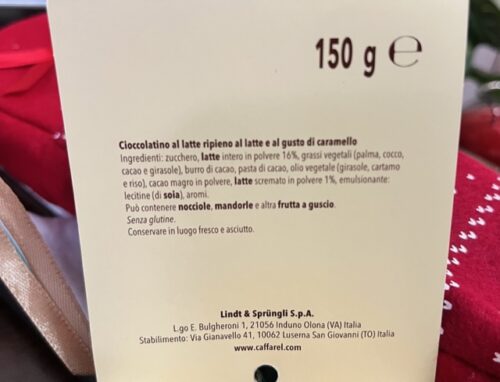 150 g ℮
Cioccolatino al latte ripieno al latte e al gusto di caramello
Ingredienti: zucchero, latte intero in polvere 16%, grassi vegetali (palma, cocco,
cacao e girasole), burro di cacao, pasta di cacao, olio vegetale (girasole, cartamo
e riso), cacao magro in polvere, latte scremato in polvere 1%, emulsionante:
lecitine (di soia), aromi.
Può contenere nocciole, mandorle e altra frutta a guscio.
Senza glutine.
Conservare in luogo fresco e asciutto.
Lindt & Sprüngli S.p.A.
L.go E. Bulgheroni 1, 21056 Induno Olona (VA) Italia
Stabilimento: Via Gianavello 41, 10062 Luserna San Giovanni (TO) Italia
www.caffarel.com